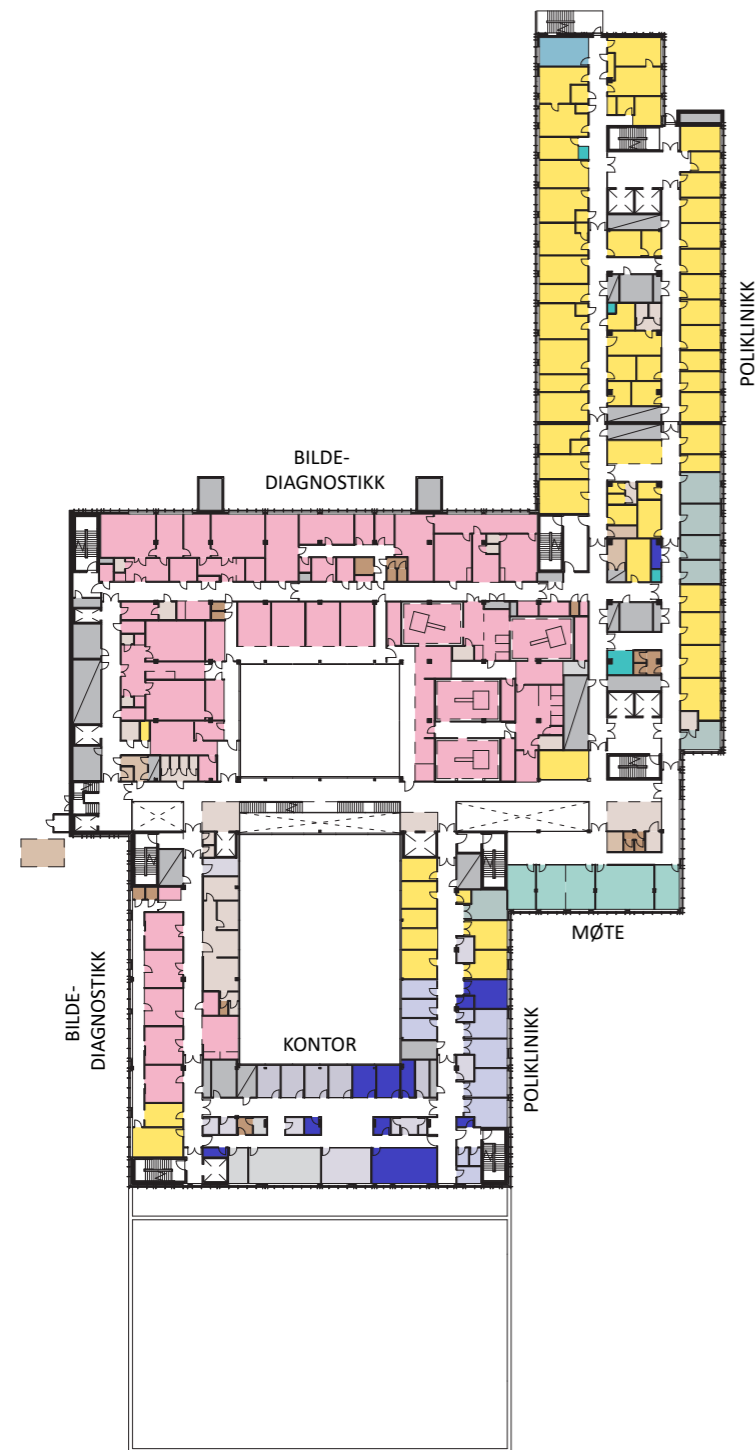 POLIKLINIKK
BILDE-
DIAGNOSTIKK
MØTE
BILDE-
DIAGNOSTIKK
KONTOR
POLIKLINIKK